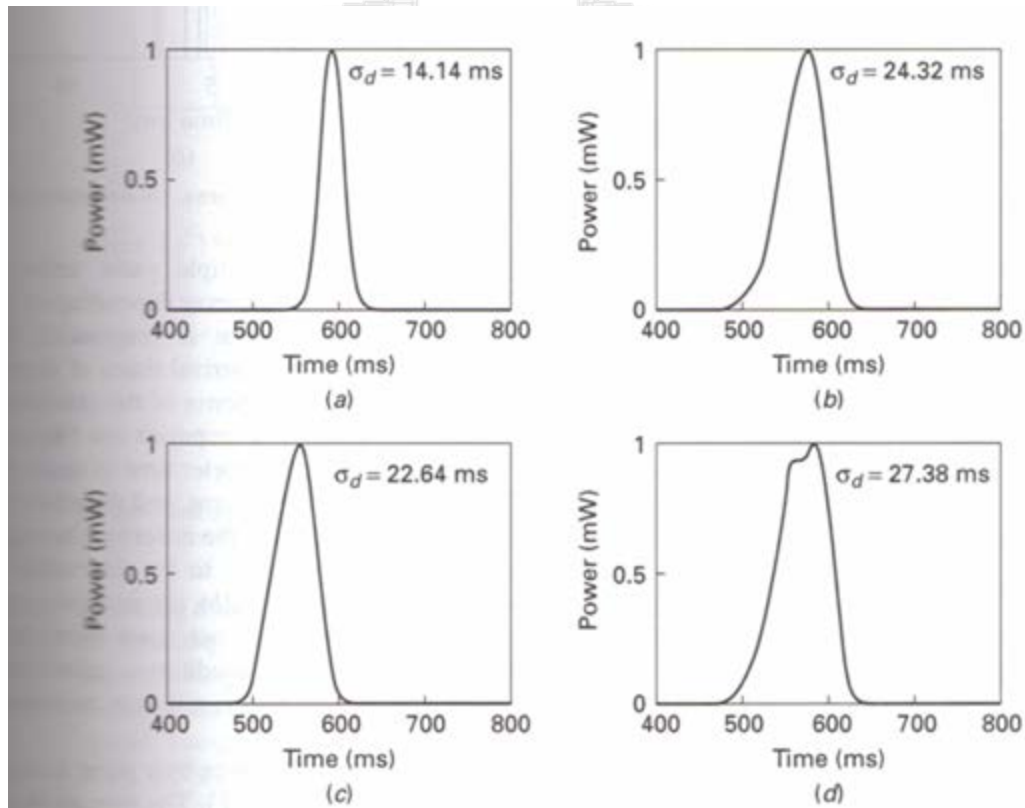 1
σd = 14.14 ms
Power (mW)
0.5
0
400 500 600 700 800
Time (ms)
(a)
1
σd = 24.32 ms
Power (mW)
0.5
0
400 500 600 700 800
Time (ms)
(b)
1
σd = 22.64 ms
Power (mW)
0.5
0
400 500 600 700 800
Time (ms)
(c)
1
σd = 27.38 ms
Power (mW)
0.5
0
400 500 600 700 800
Time (ms)
(d)